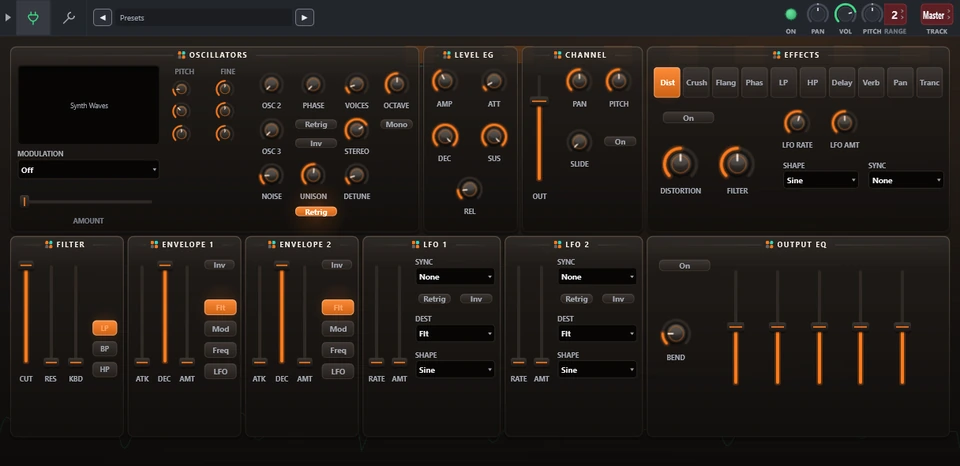 Presets
ON
PAN
VOL
PITCH RANGE
2
Master
TRACK
OSCILLATORS
PITCH
FINE
Synth Waves
OSC 2
PHASE
VOICES
OCTAVE
Retrig
Mono
Inv
OSC 3
STEREO
MODULATION
Off
NOISE
UNISON
DETUNE
Retrig
AMOUNT
LEVEL EG
AMP
ATT
DEC
SUS
REL
CHANNEL
PAN
PITCH
On
SLIDE
OUT
EFFECTS
Dist Crush Flang Phas LP HP Delay Verb Pan Tranc
On
LFO RATE
LFO AMT
DISTORTION
FILTER
SHAPE
SYNC
Sine
None
FILTER
LP
BP
HP
CUT
RES
KBD
ENVELOPE 1
Inv
Flt
Mod
Freq
LFO
ATK
DEC
AMT
ENVELOPE 2
Inv
Flt
Mod
Freq
LFO
ATK
DEC
AMT
LFO 1
SYNC
None
Retrig
Inv
DEST
Flt
SHAPE
Sine
RATE
AMT
LFO 2
SYNC
None
Retrig
Inv
DEST
Flt
SHAPE
Sine
RATE
AMT
OUTPUT EQ
On
BEND